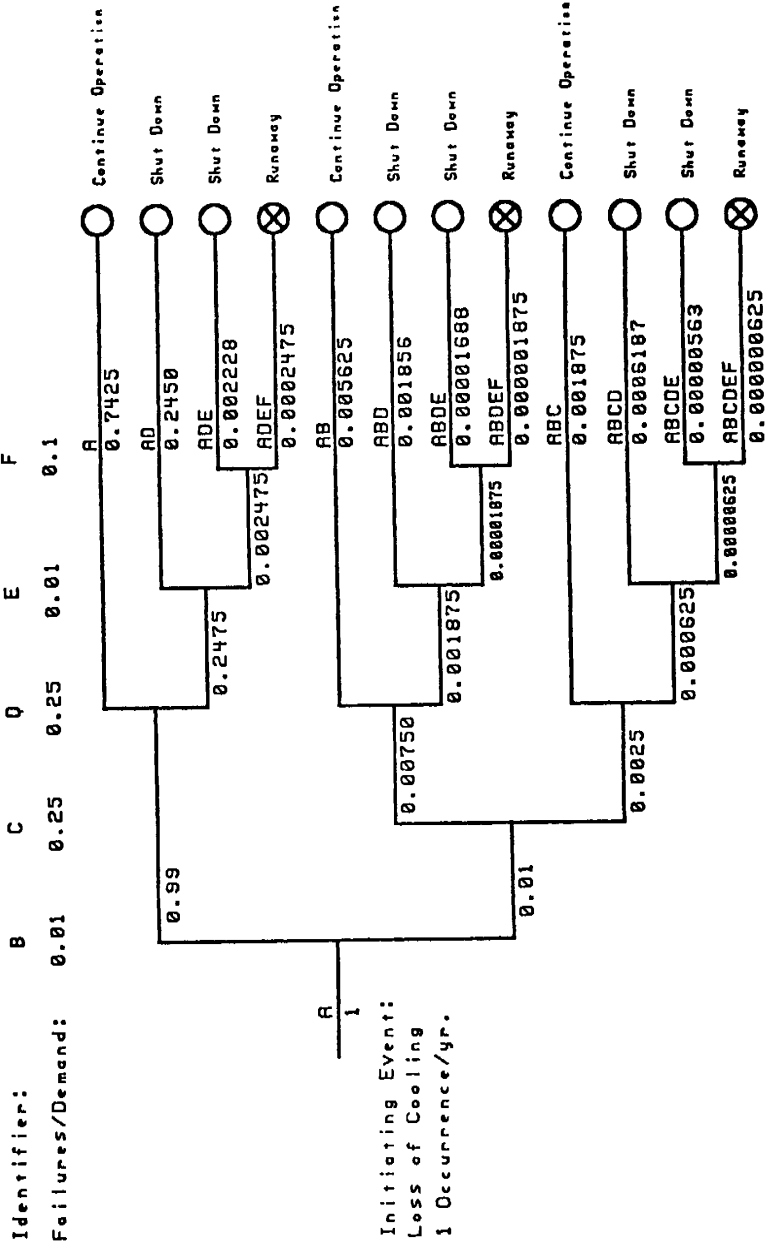 Identifier: B C D E F
Failures/Demand: 0.01 0.25 0.25 0.01 0.1
A
0.7425
Continue Operation
AD
0.2450
Shut Down
0.99
0.2475
ADE
0.002228
Shut Down
0.002475
ADEF
0.0002475
Runaway
A
1
AB
0.005625
Continue Operation
Initiating Event:
Loss of Cooling
1 Occurrence/yr.
0.00750
ABD
0.001856
Shut Down
0.001875
ABDE
0.00001688
Shut Down
0.00001875
ABDEF
0.000001875
Runaway
0.01
ABC
0.001875
Continue Operation
0.0025
ABCD
0.0006187
Shut Down
0.000625
ABCDE
0.00000563
Shut Down
0.00000625
ABCDEF
0.000000625
Runaway